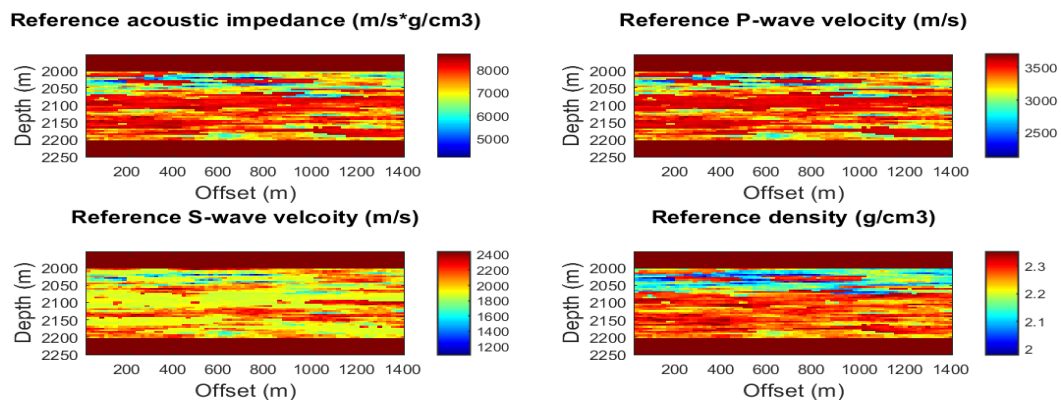 Reference acoustic impedance (m/s*g/cm3)
Depth (m)
2000
2050
2100
2150
2200
2250
200 400 600 800 1000 1200 1400
Offset (m)
8000
7000
6000
5000
Reference P-wave velocity (m/s)
Depth (m)
2000
2050
2100
2150
2200
2250
200 400 600 800 1000 1200 1400
Offset (m)
3500
3000
2500
Reference S-wave velcoity (m/s)
Depth (m)
2000
2050
2100
2150
2200
2250
200 400 600 800 1000 1200 1400
Offset (m)
2400
2200
2000
1800
1600
1400
1200
Reference density (g/cm3)
Depth (m)
2000
2050
2100
2150
2200
2250
200 400 600 800 1000 1200 1400
Offset (m)
2.3
2.2
2.1
2